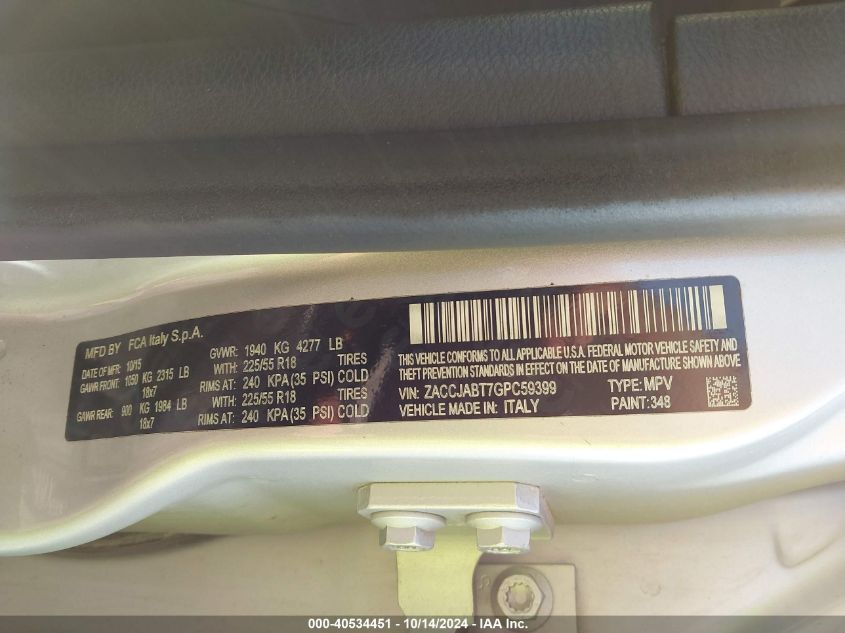 MFD BY FCA Italy S.p.A.
DATE OF MFR: 10/15 GVWR: 1940 KG 4277 LB
GAWR FRONT: 1050 KG 2315 LB WITH: 225/55 R18 TIRES
18x7 RIMS AT: 240 KPA(35 PSI) COLD
GAWR REAR: 900 KG 1984 LB WITH: 225/55 R18 TIRES
18x7 RIMS AT: 240 KPA(35 PSI) COLD
THIS VEHICLE CONFORMS TO ALL APPLICABLE U.S.A. FEDERAL MOTOR VEHICLE SAFETY AND
THEFT PREVENTION STANDARDS IN EFFECT ON THE DATE OF MANUFACTURE SHOWN ABOVE
VIN: ZACCJABT7GPC59399 TYPE: MPV
VEHICLE MADE IN: ITALY PAINT: 348
000-40534451 - 10/14/2024 - IAA Inc.